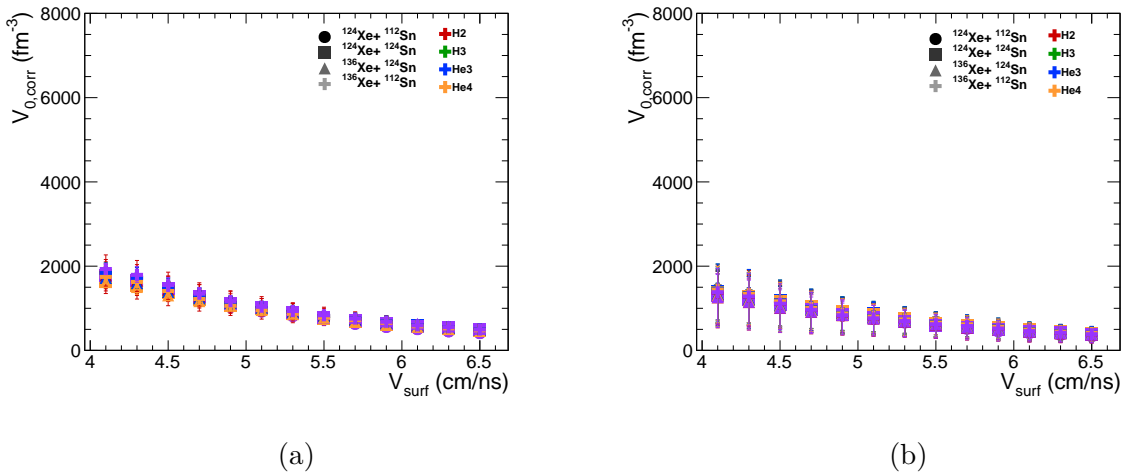 V0,corr (fm-3)
8000
6000
4000
2000
0
124Xe+ 112Sn
124Xe+ 124Sn
136Xe+ 124Sn
136Xe+ 112Sn
H2
H3
He3
He4
4 4.5 5 5.5 6 6.5
Vsurf (cm/ns)
(a)
V0,corr (fm-3)
8000
6000
4000
2000
0
124Xe+ 112Sn
124Xe+ 124Sn
136Xe+ 124Sn
136Xe+ 112Sn
H2
H3
He3
He4
4 4.5 5 5.5 6 6.5
Vsurf (cm/ns)
(b)